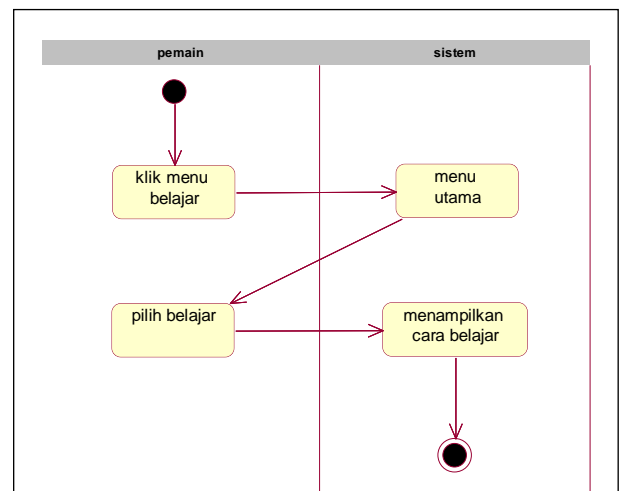 pemain
sistem
klik menu
belajar
menu
utama
pilih belajar
menampilkan
cara belajar